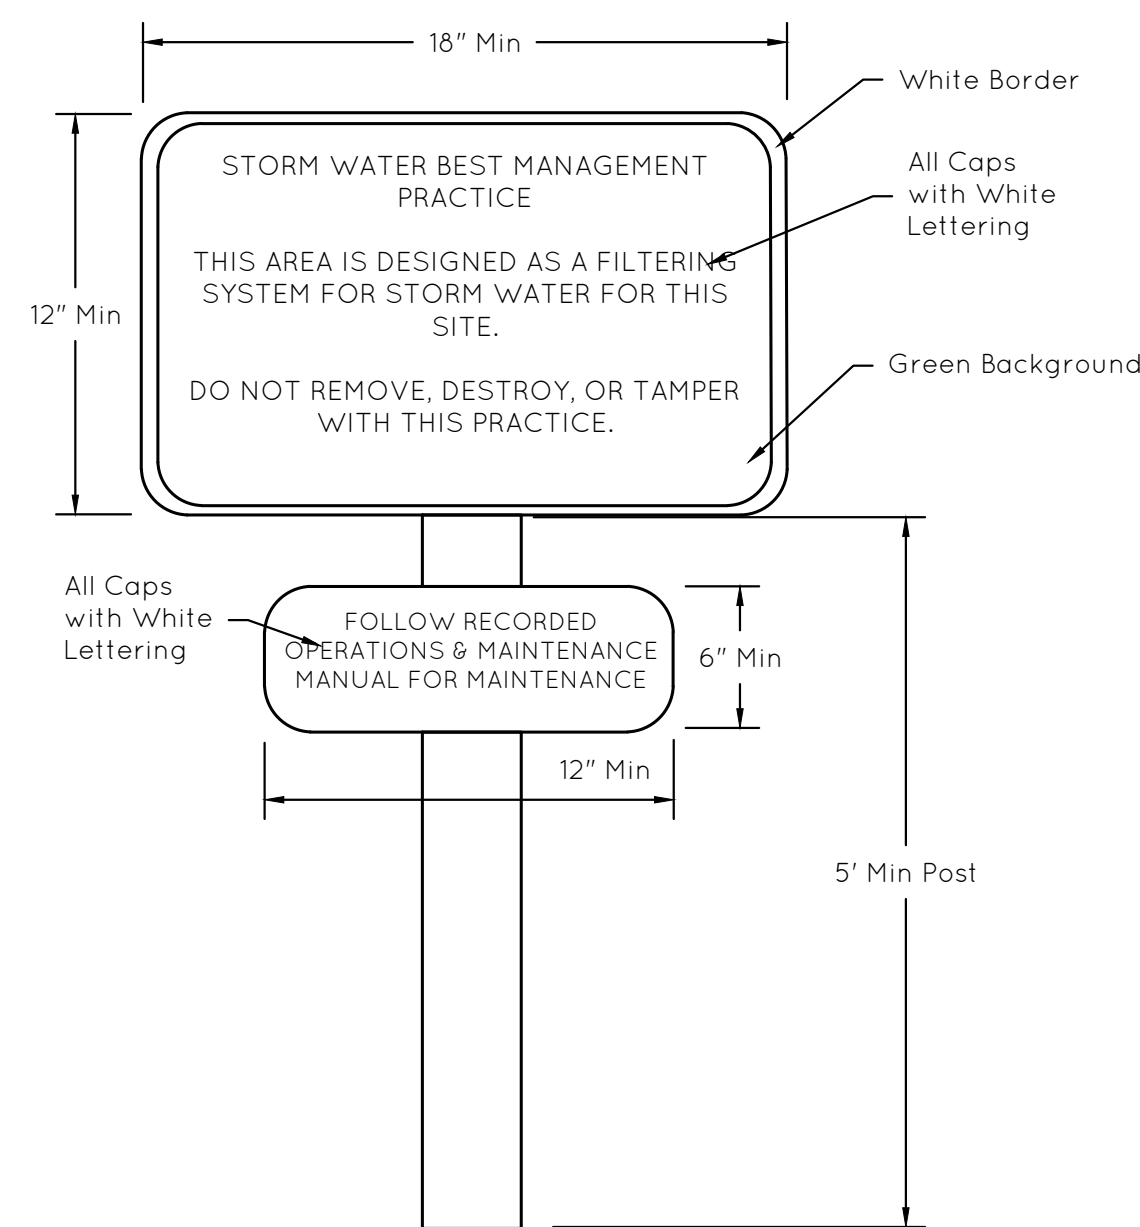 18" Min
White Border
STORM WATER BEST MANAGEMENT
PRACTICE
All Caps
with White
Lettering
THIS AREA IS DESIGNED AS A FILTERING
SYSTEM FOR STORM WATER FOR THIS
SITE.
12" Min
Green Background
DO NOT REMOVE, DESTROY, OR TAMPER
WITH THIS PRACTICE.
All Caps
with White
Lettering
FOLLOW RECORDED
OPERATIONS & MAINTENANCE
MANUAL FOR MAINTENANCE
6" Min
12" Min
5' Min Post